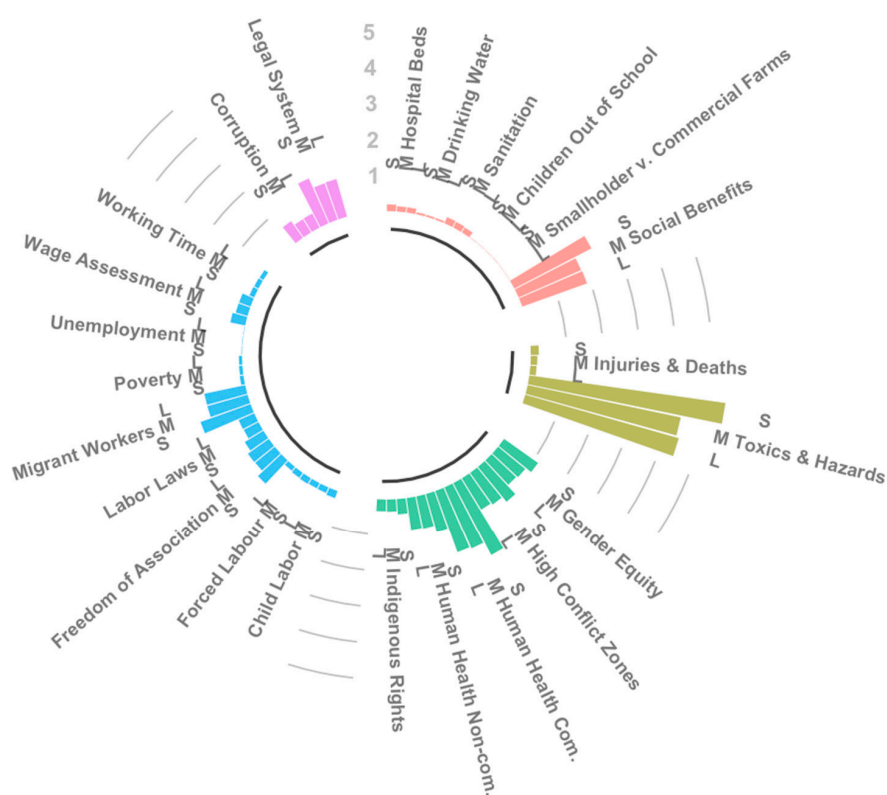 5
4
3
2
1
S
M Hospital Beds
L
S
M Drinking Water
L
S
M Sanitation
L
S
M Children Out of School
L
S
M Smallholder v. Commercial Farms
L
S
M Social Benefits
L
S
M Injuries & Deaths
L
S
M Toxics & Hazards
L
S
M Gender Equity
L
S
M High Conflict Zones
L
S
M Human Health Com.
L
S
M Human Health Non-com.
L
S
M Indigenous Rights
L
S
Child Labor M
L
S
Forced Labour M
L
S
Freedom of Association M
L
S
Labor Laws M
L
S
Migrant Workers M
L
S
Poverty M
L
S
Unemployment M
L
S
Wage Assessment M
L
S
Working Time M
L
S
Corruption M
L
S
Legal System M
L